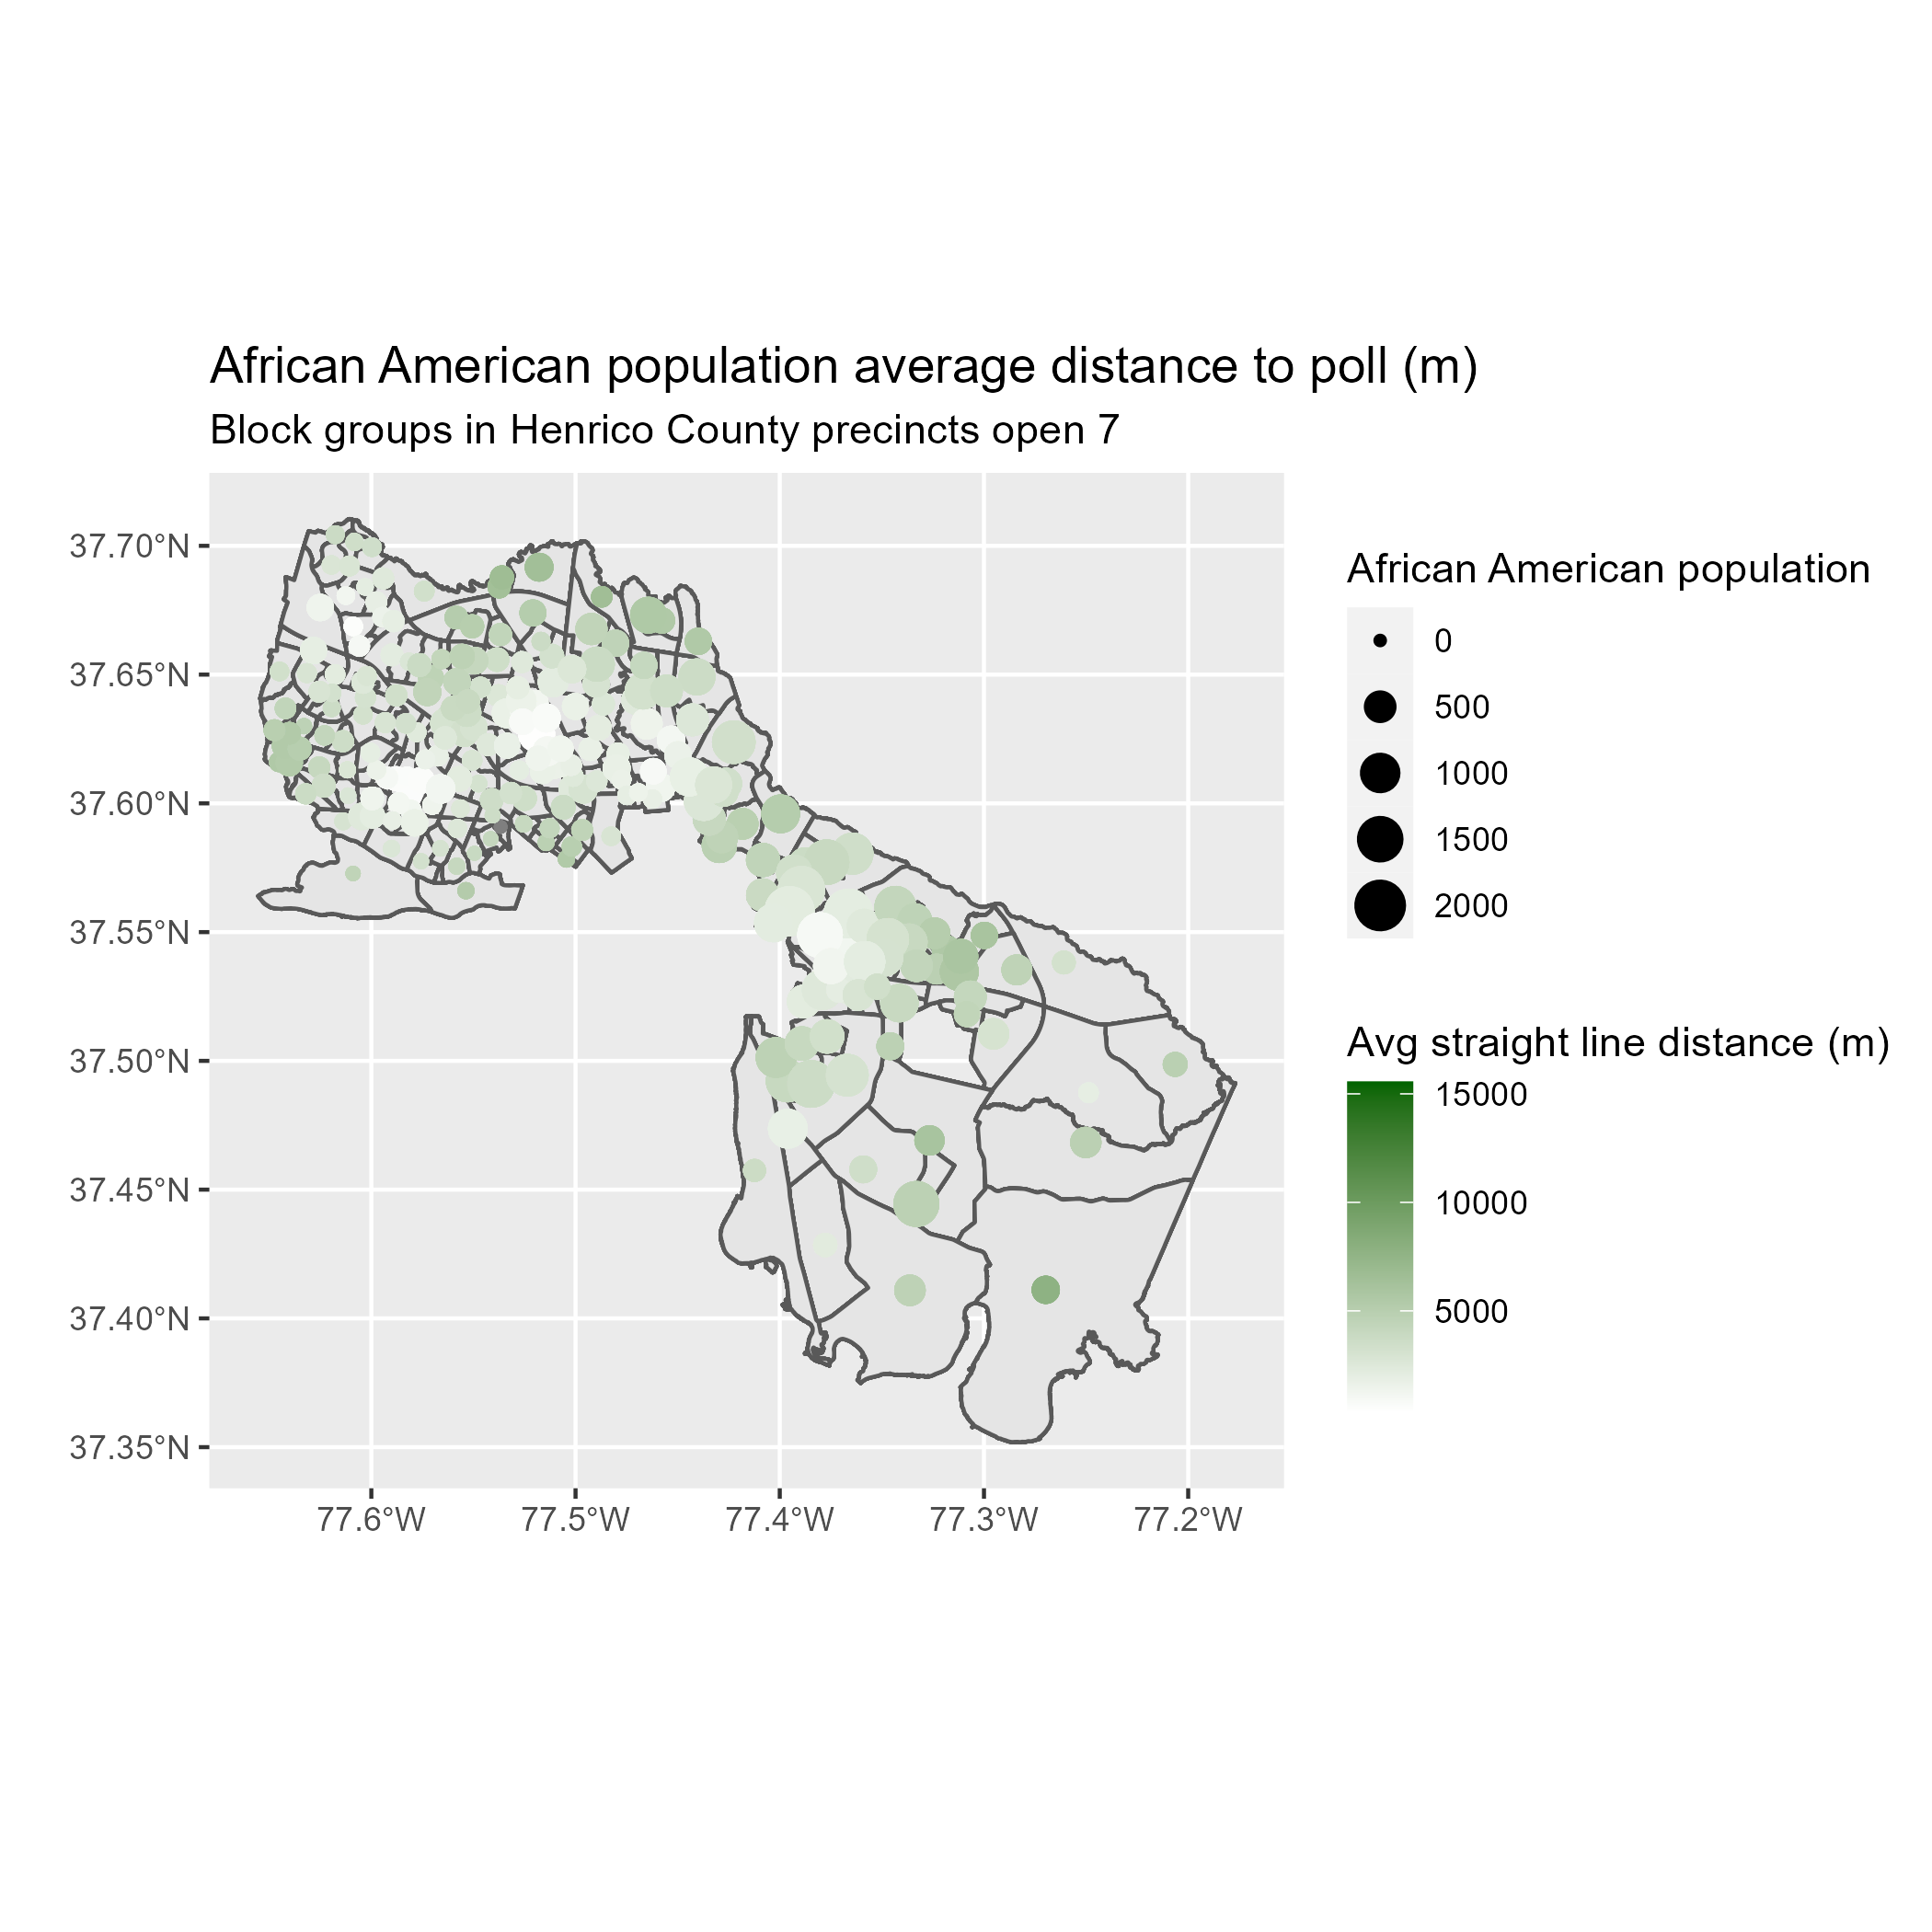 African American population average distance to poll (m)
Block groups in Henrico County precincts open 7
37.70°N
37.65°N
37.60°N
37.55°N
37.50°N
37.45°N
37.40°N
37.35°N
77.6°W
77.5°W
77.4°W
77.3°W
77.2°W
African American population
0
500
1000
1500
2000
Avg straight line distance (m)
15000
10000
5000